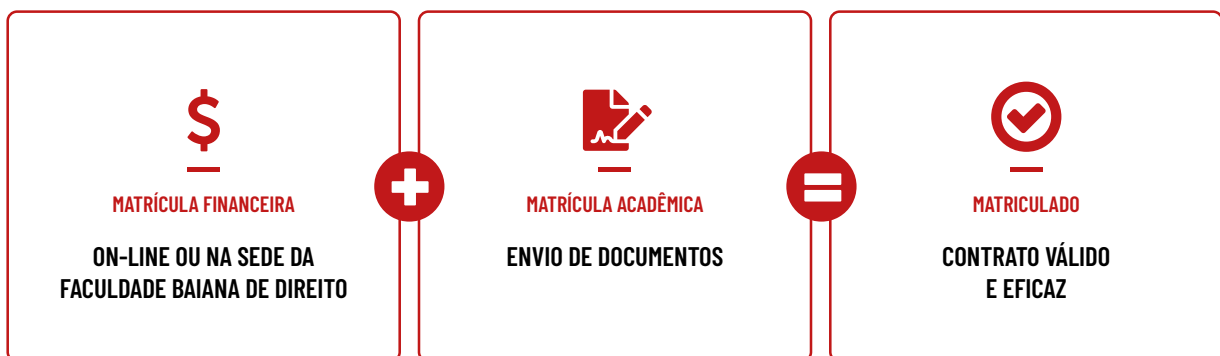 MATRÍCULA FINANCEIRA
ON-LINE OU NA SEDE DA
FACULDADE BAIANA DE DIREITO
MATRÍCULA ACADÊMICA
ENVIO DE DOCUMENTOS
MATRICULADO
CONTRATO VÁLIDO
E EFICAZ